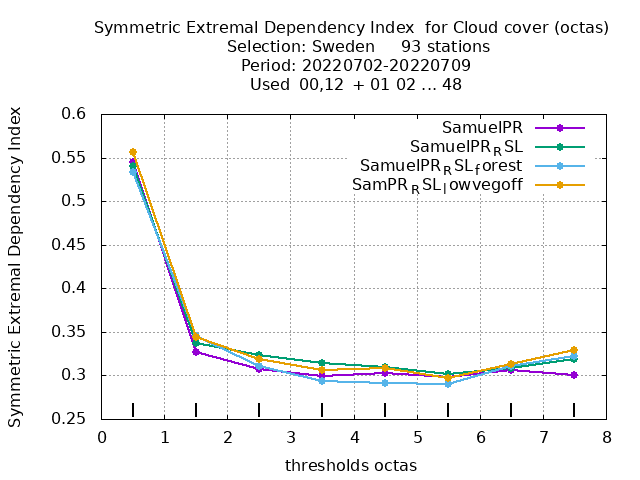 Symmetric Extremal Dependency Index  for Cloud cover (octas)
Selection: Sweden     93 stations
Period: 20220702-20220709
Used  00,12  + 01 02 ... 48
Symmetric Extremal Dependency Index
0.6
0.55
0.5
0.45
0.4
0.35
0.3
0.25
SamuelPR
SamuelPR_RSL
SamuelPR_RSL_forest
SamPR_RSL_lowvegoff
0 1 2 3 4 5 6 7 8
thresholds octas